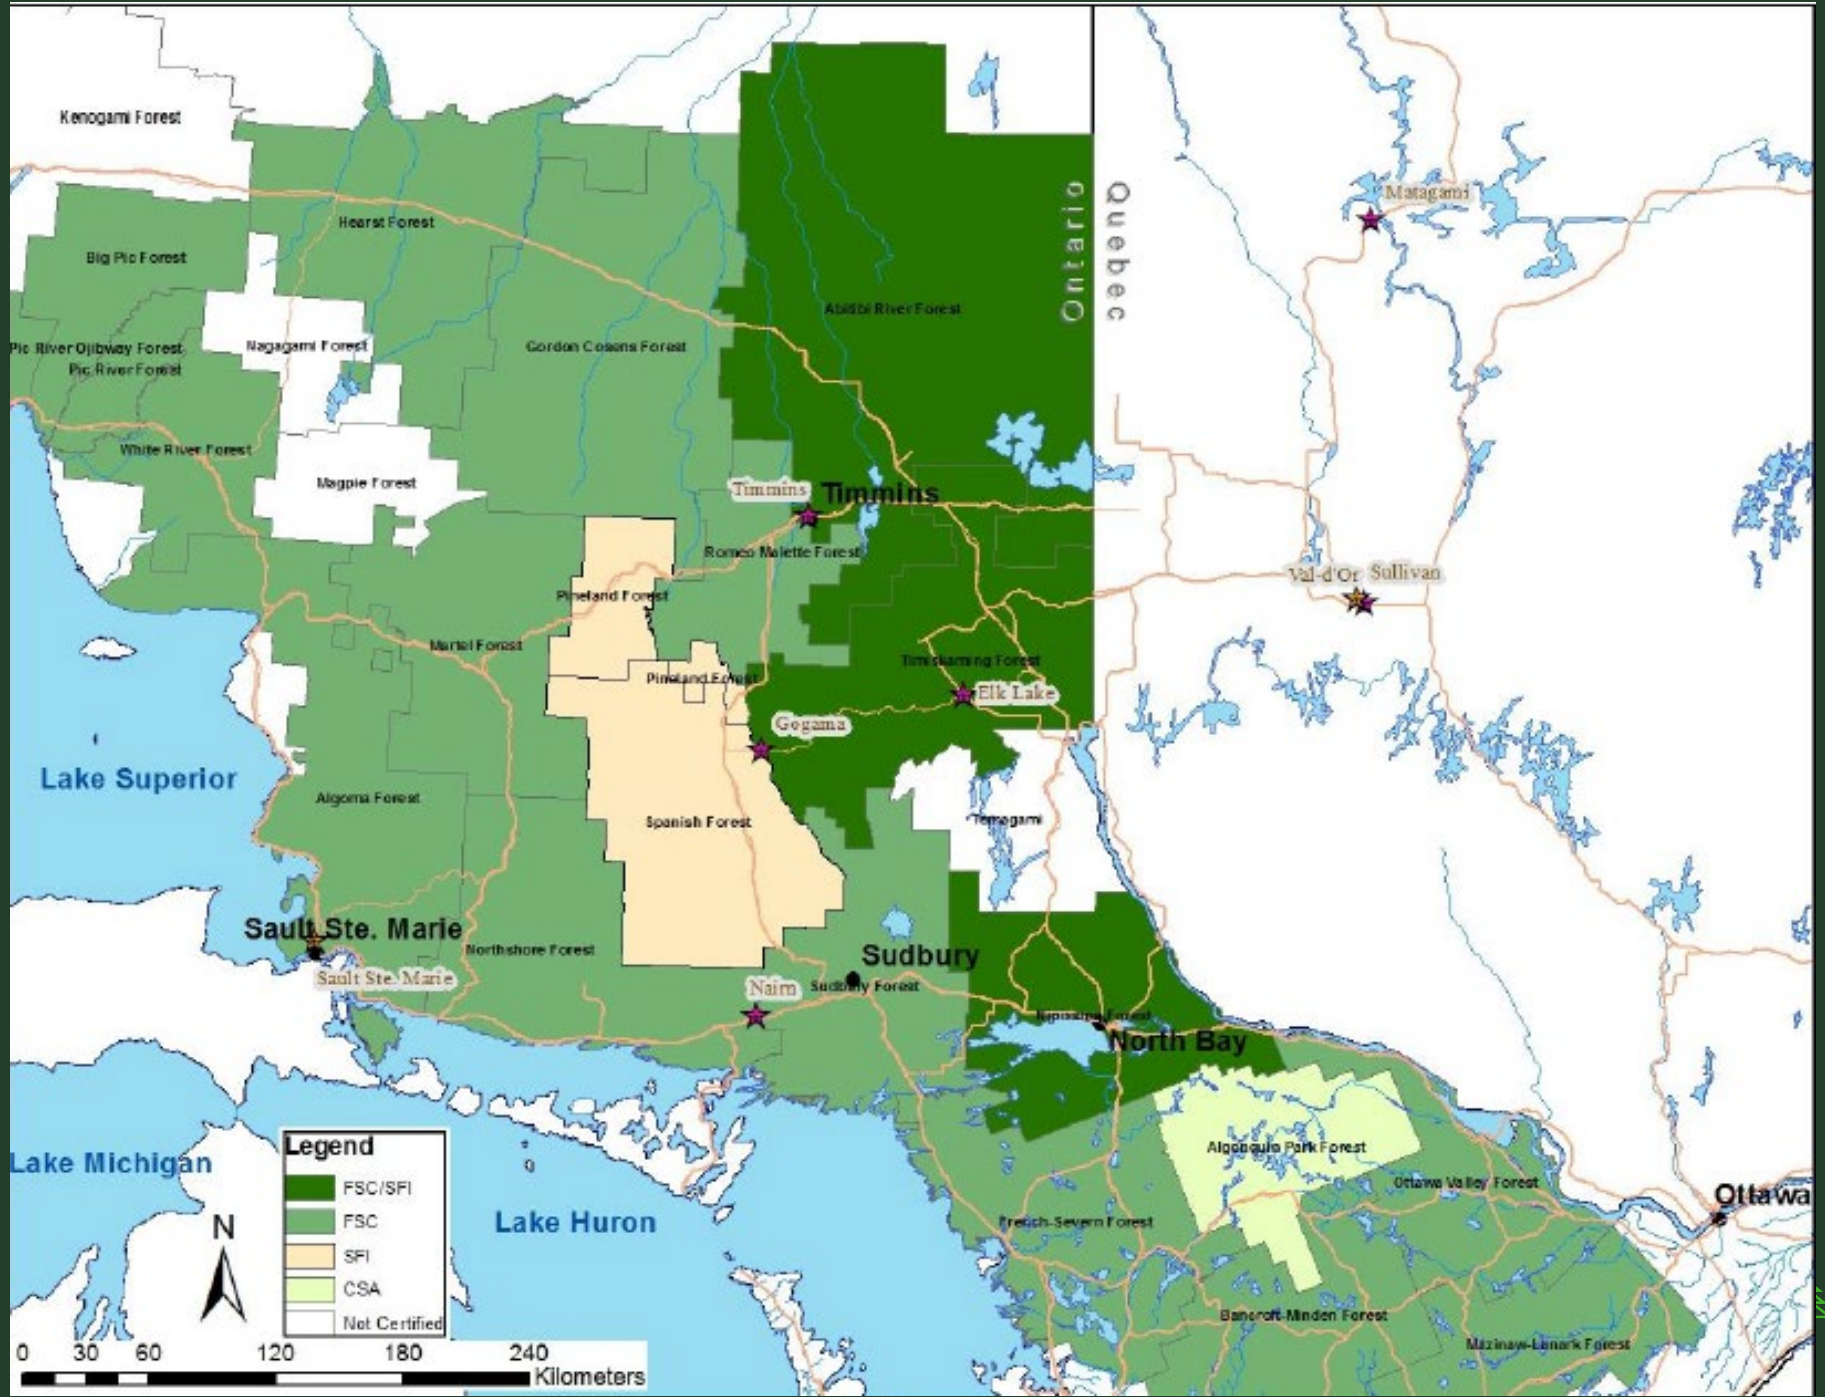 Kenogami Forest
Ontario
Quebec
Matagami
Hearst Forest
Big Pic Forest
Abitibi River Forest
Pic River Ojibway Forest
Nagagami Forest
Gordon Cosens Forest
Pic River Forest
White River Forest
Magpie Forest
Timmins
Timmins
Romeo Malette Forest
Val-d'Or
Sullivan
Pineland Forest
Martel Forest
Timiskaming Forest
Pineland Forest
Elk Lake
Gogama
Lake Superior
Algoma Forest
Spanish Forest
Temagami
Sault Ste. Marie
Northshore Forest
Sudbury
Sault Ste. Marie
Nairn
Sudbury Forest
Nipissing Forest
North Bay
Algonquin Park Forest
Lake Michigan
Ottawa Valley Forest
Ottawa
Lake Huron
French-Severn Forest
Bancroft-Minden Forest
Mazinaw-Lanark Forest
Legend
FSC/SFI
FSC
SFI
CSA
Not Certified
N
0 30 60 120 180 240
Kilometers